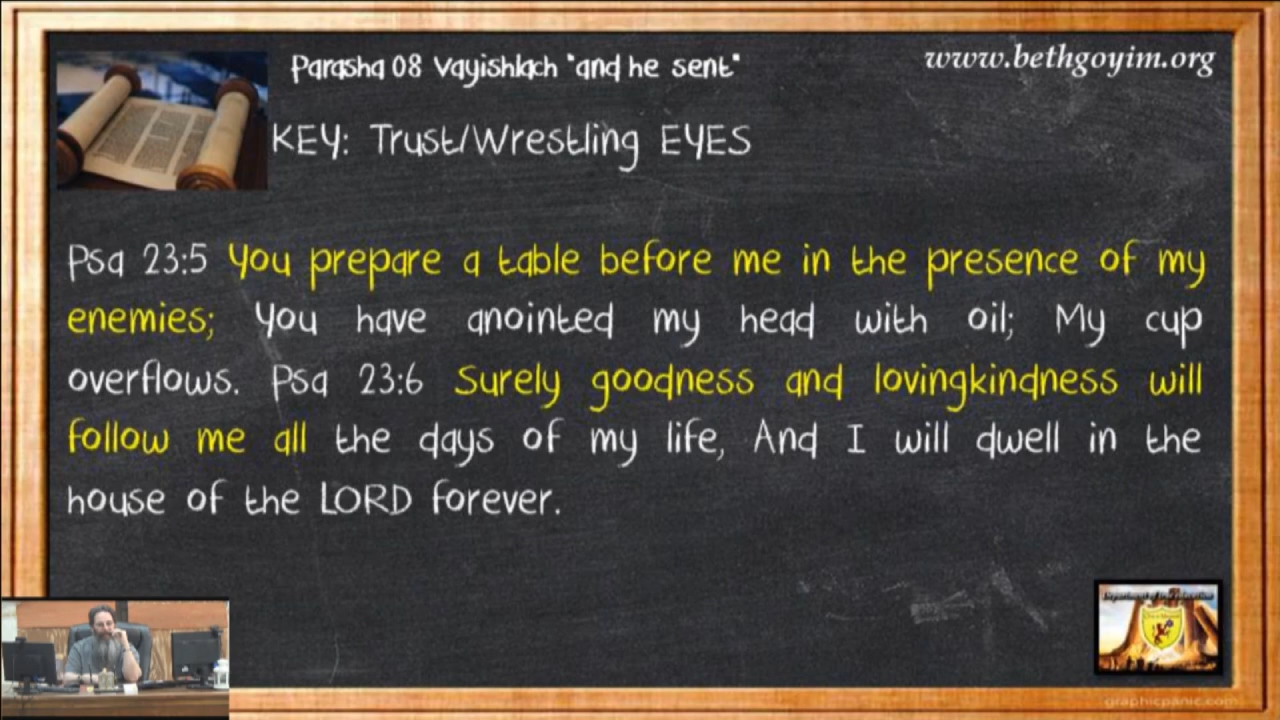 www.bethgoyim.org
Parasha 08 Vayishlach "and he sent"
KEY: Trust/Wrestling EYES
Psa 23:5 You prepare a table before me in the presence of my
enemies; You have anointed my head with oil; My cup
overflows. Psa 23:6 Surely goodness and lovingkindness will
follow me all the days of my life, And I will dwell in the
house of the LORD forever.
graphicpanic.com